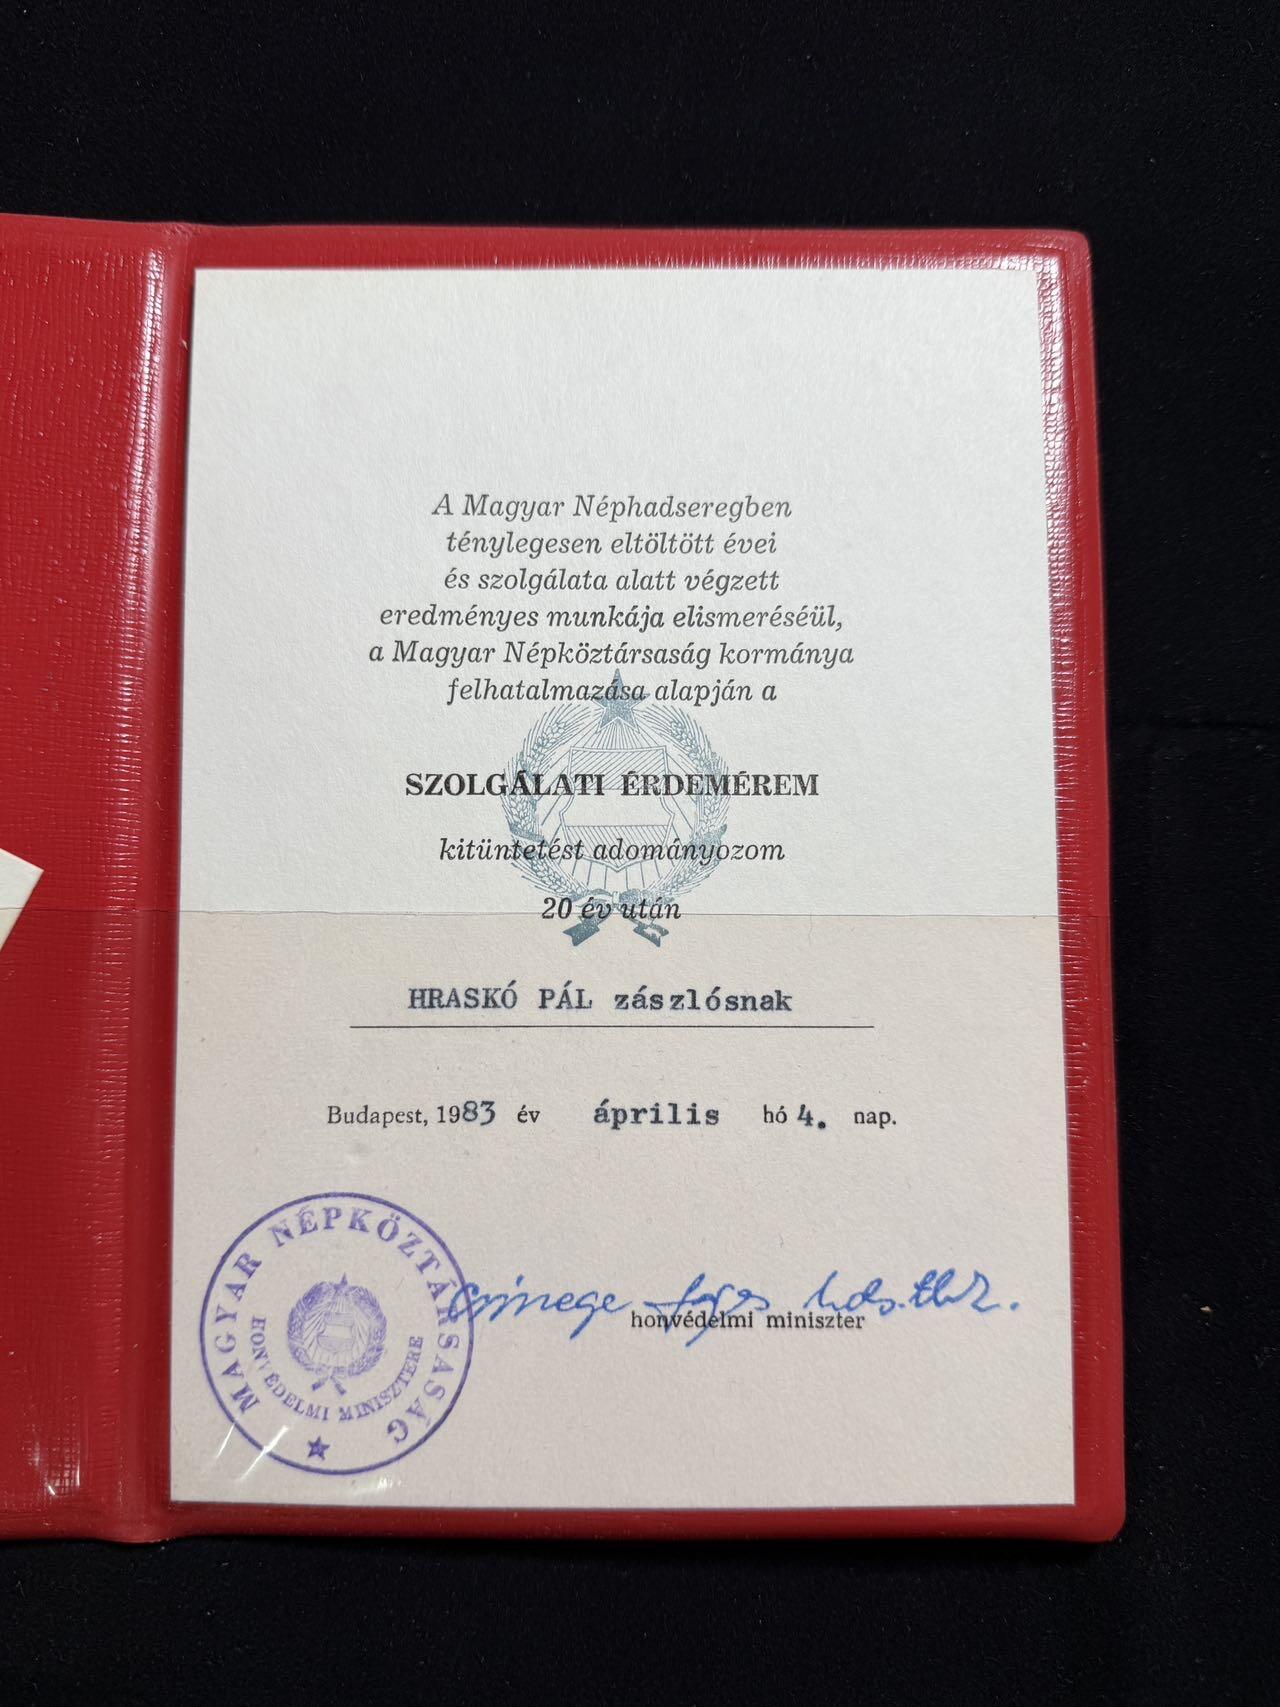 A Magyar Néphadseregben
ténylegesen eltöltött évei
és szolgálata alatt végzett
eredményes munkája elismeréséül,
a Magyar Népköztársaság kormánya
felhatalmazása alapján a
SZOLGÁLATI ÉRDEMÉREM
kitüntetést adományozom
20 év után
HRASKÓ PÁL zászlósnak
Budapest, 1983 év április hó 4. nap.
MAGYAR NÉPKÖZTÁRSASÁG
HONVÉDELMI MINISZTERE
Czinege Lajos
honvédelmi miniszter